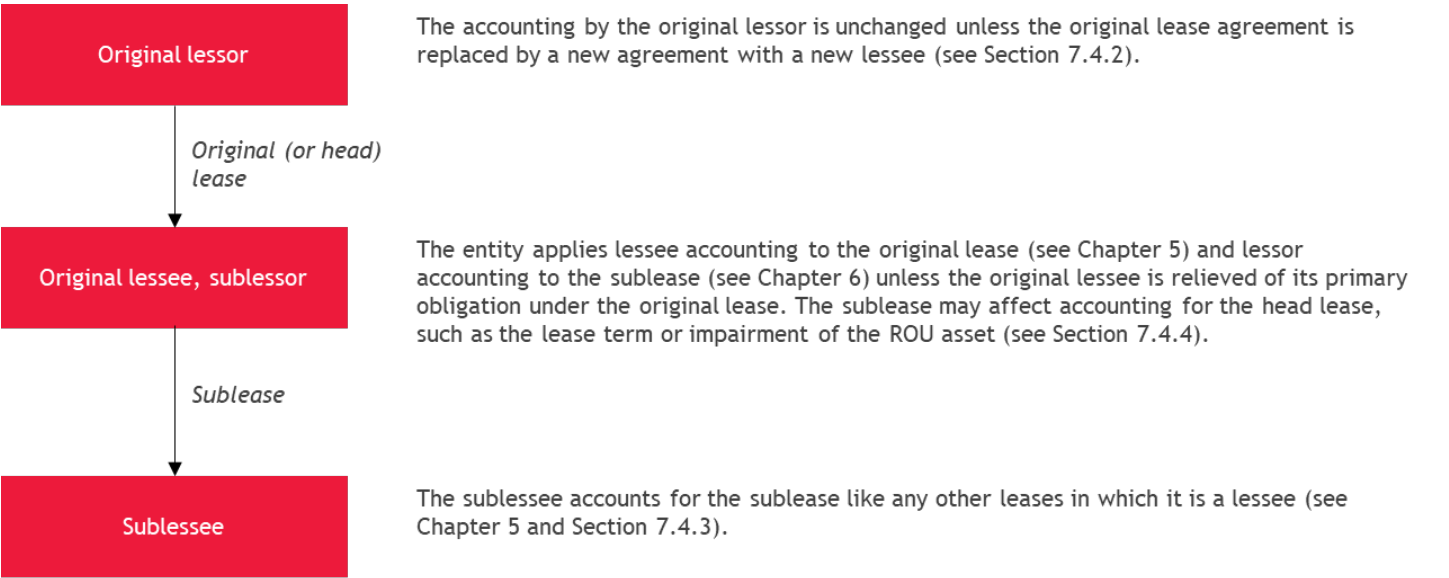 Original lessor
The accounting by the original lessor is unchanged unless the original lease agreement is
replaced by a new agreement with a new lessee (see Section 7.4.2).
Original (or head)
lease
Original lessee, sublessor
The entity applies lessee accounting to the original lease (see Chapter 5) and lessor
accounting to the sublease (see Chapter 6) unless the original lessee is relieved of its primary
obligation under the original lease. The sublease may affect accounting for the head lease,
such as the lease term or impairment of the ROU asset (see Section 7.4.4).
Sublease
Sublessee
The sublessee accounts for the sublease like any other leases in which it is a lessee (see
Chapter 5 and Section 7.4.3).